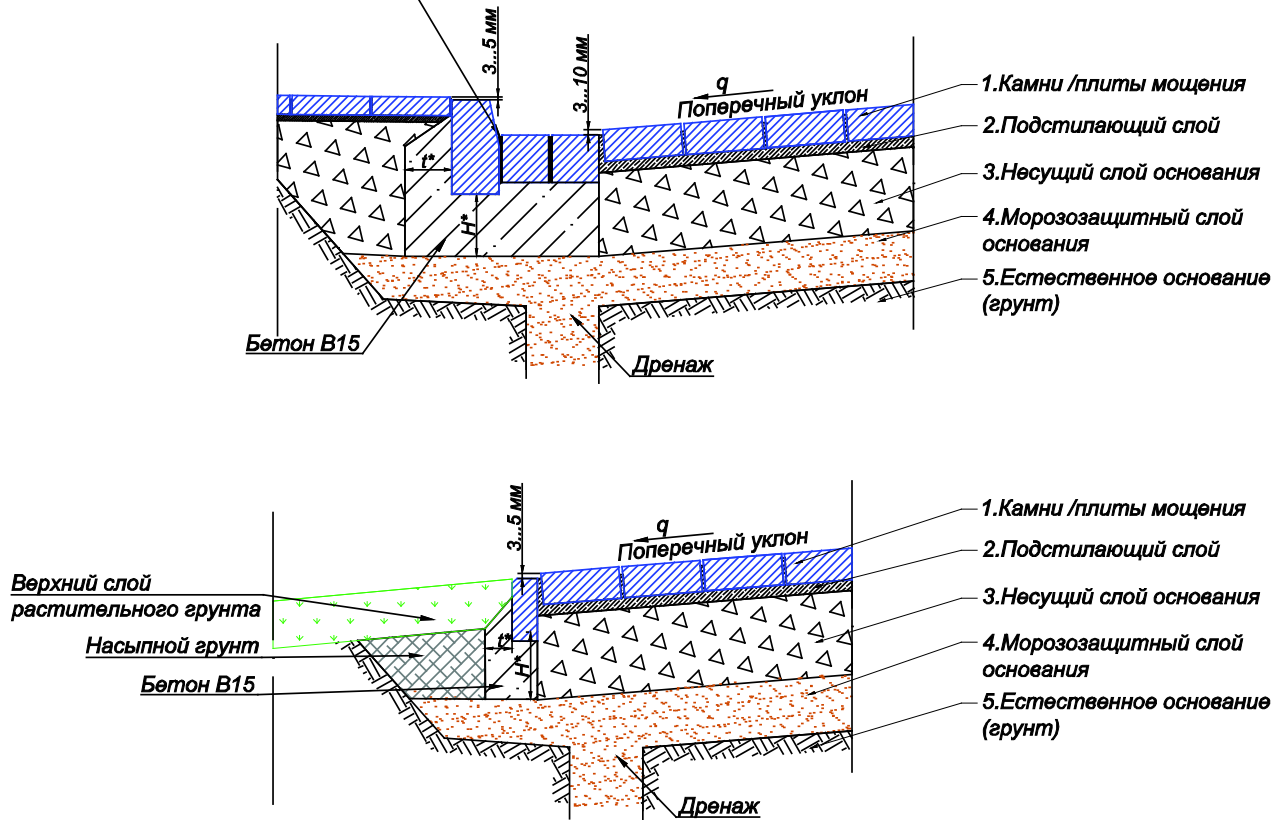 3...5 мм
3...10 мм
q
Поперечный уклон
1.Камни /плиты мощения
2.Подстилающий слой
3.Несущий слой основания
4.Морозозащитный слой
основания
5.Естественное основание
(грунт)
t*
H*
Бетон В15
Дренаж
3...5 мм
q
Поперечный уклон
1.Камни /плиты мощения
2.Подстилающий слой
3.Несущий слой основания
4.Морозозащитный слой
основания
5.Естественное основание
(грунт)
Верхний слой
растительного грунта
Насыпной грунт
Бетон В15
t*
H*
Дренаж